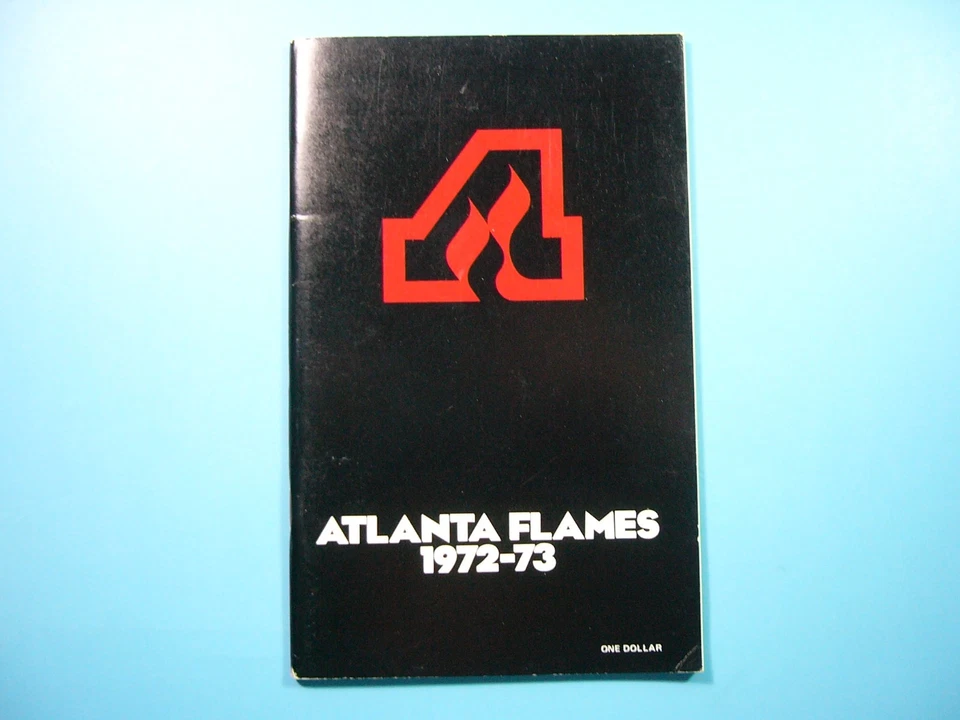 ATLANTA FLAMES
1972-73
ONE DOLLAR